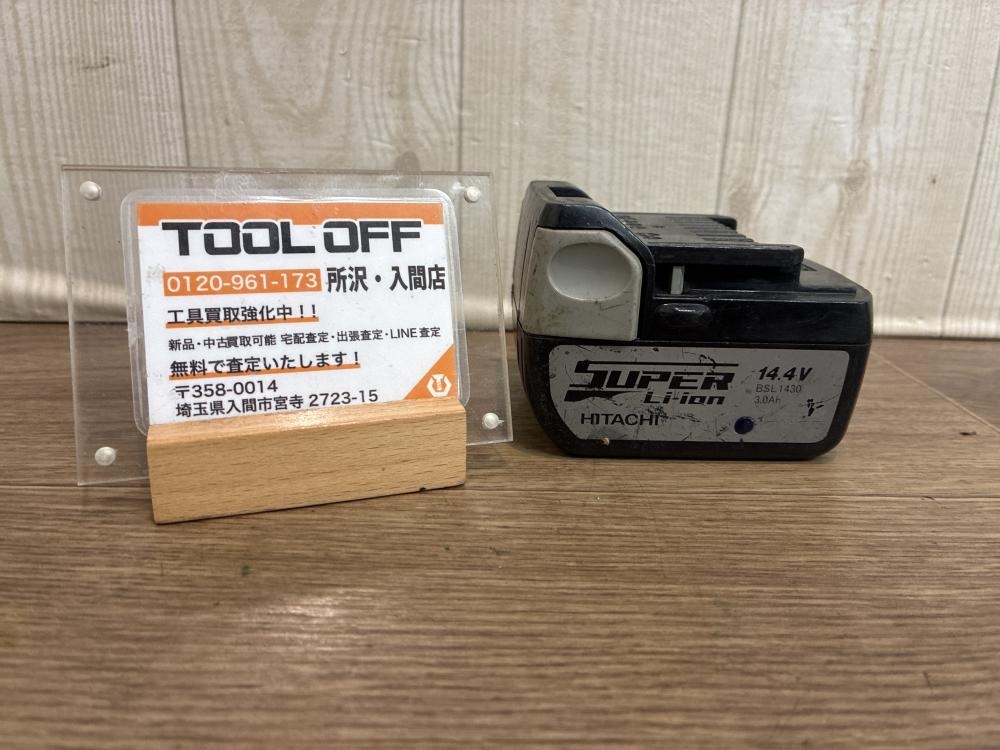 TOOL OFF
0120-961-173 所沢・入間店
工具買取強化中！！
新品・中古買取可能 宅配査定・出張査定・LINE査定
無料で査定いたします！
〒358-0014
埼玉県入間市宮寺 2723-15
SUPER
Li-ion
HITACHI
14.4V
BSL1430
3.0Ah